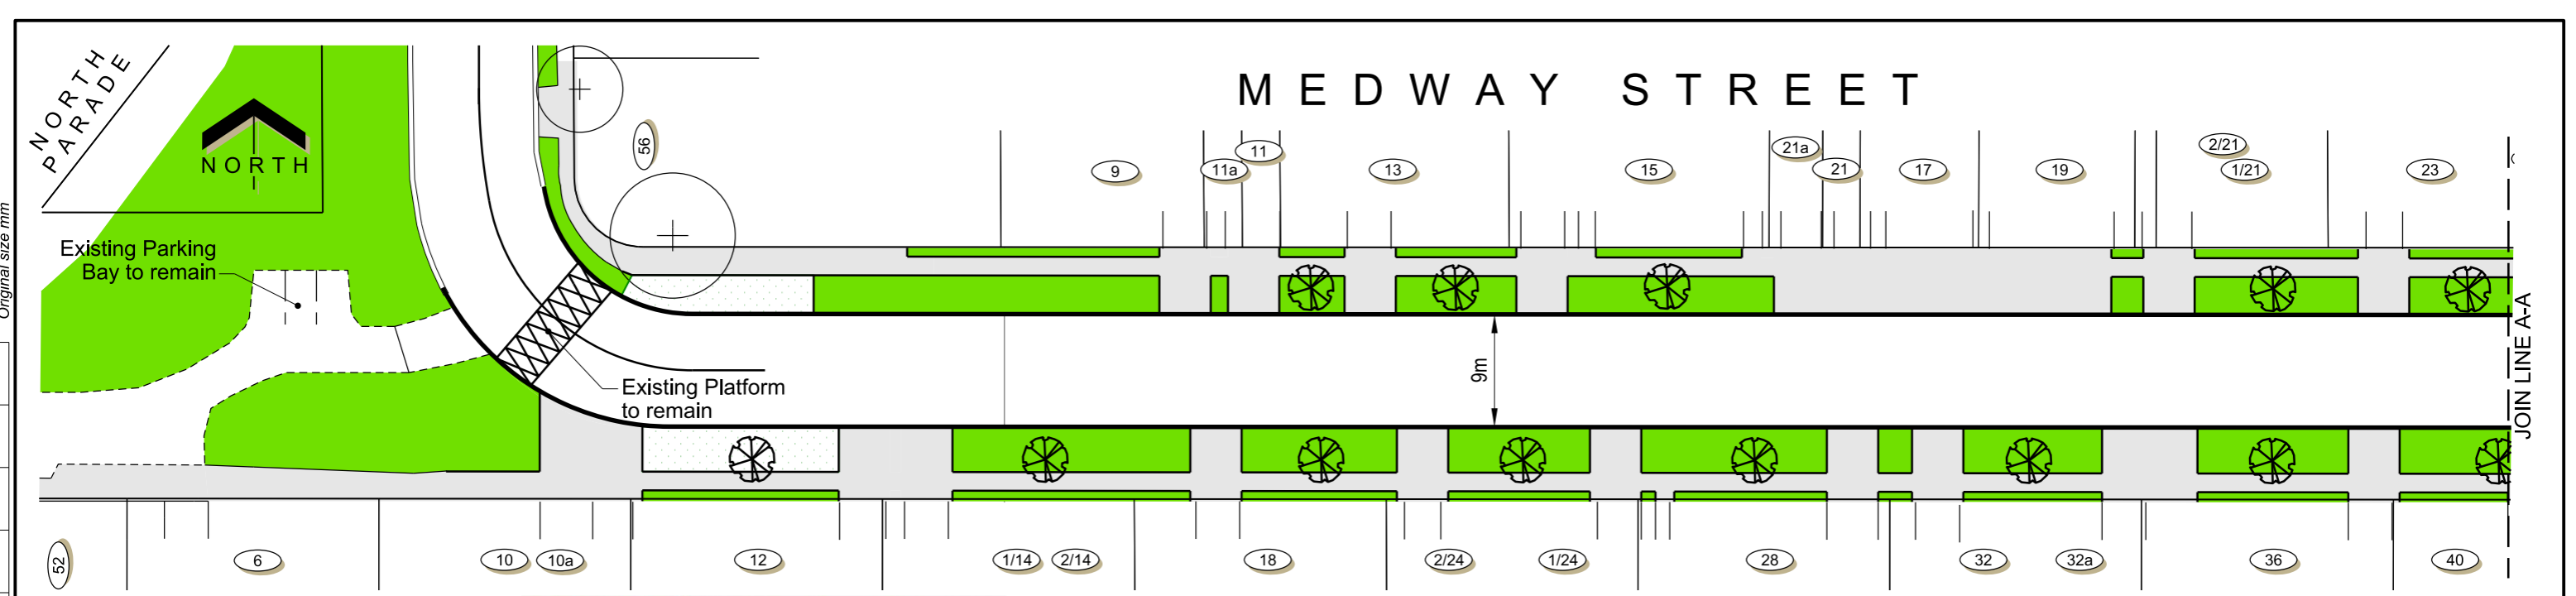 NORTH
PARADE
NORTH
MEDWAY STREET
56
9
11a
11
13
15
21a
21
17
19
2/21
1/21
23
Original size mm
Existing Parking
Bay to remain
Existing Platform
to remain
9m
JOIN LINE A-A
52
6
10
10a
12
1/14
2/14
18
2/24
1/24
28
32
32a
36
40